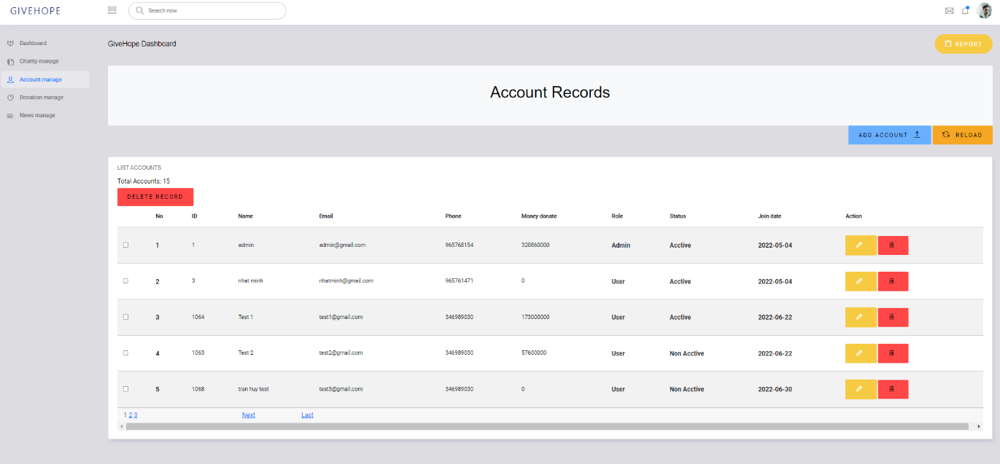 GIVEHOPE
Search now
Dashboard
Charity manage
Account manage
Donation manage
News manage
GiveHope Dashboard
REPORT
Account Records
ADD ACCOUNT
RELOAD
LIST ACCOUNTS
Total Accounts: 15
DELETE RECORD
No ID Name Email Phone Money donate Role Status Join date Action
1 1 admin admin@gmail.com 965768154 320860000 Admin Acctive 2022-05-04
2 3 nhat minh nhatminh@gmail.com 965761471 0 User Acctive 2022-05-04
3 1064 Test 1 test1@gmail.com 346989030 173000000 User Acctive 2022-06-22
4 1063 Test 2 test2@gmail.com 346989030 57600000 User Non Acctive 2022-06-22
5 1068 tran huy test test3@gmail.com 346989030 0 User Non Acctive 2022-06-30
1 2 3 Next Last